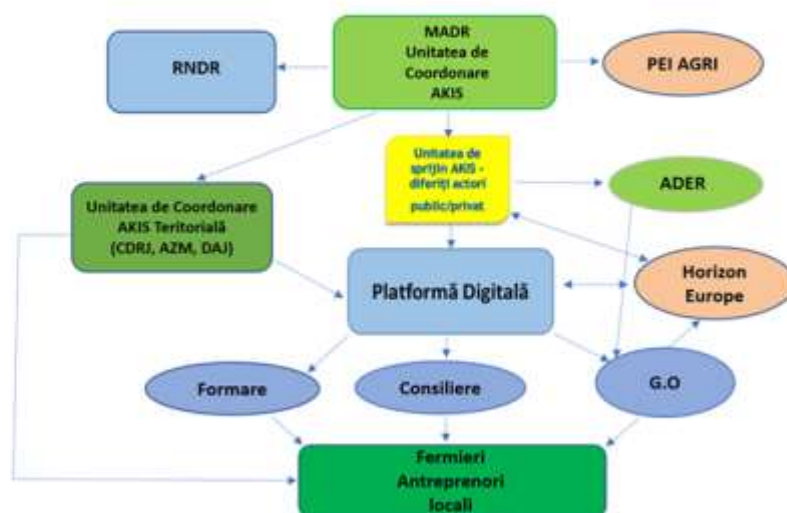 MADR
Unitatea de
Coordonare
AKIS
RNDR
PEI AGRI
Unitatea de
sprijin AKIS -
diferiți actori
public/privat
ADER
Unitatea de Coordonare
AKIS Teritorială
(CDRJ, AZM, DAJ)
Platformă Digitală
Horizon
Europe
Formare
Consiliere
G.O
Fermieri
Antreprenori
locali